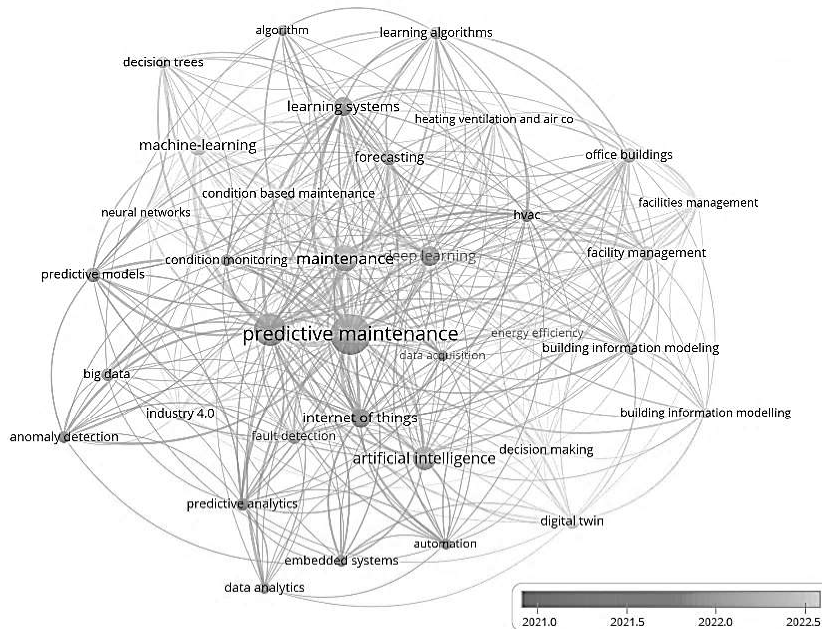 algorithm
learning algorithms
decision trees
learning systems
heating ventilation and air co
machine-learning
forecasting
office buildings
condition based maintenance
facilities management
neural networks
hvac
condition monitoring
maintenance
deep learning
facility management
predictive models
predictive maintenance
energy efficiency
data acquisition
building information modeling
big data
industry 4.0
internet of things
building information modelling
anomaly detection
fault detection
artificial intelligence
decision making
predictive analytics
digital twin
automation
embedded systems
data analytics
2021.0 2021.5 2022.0 2022.5